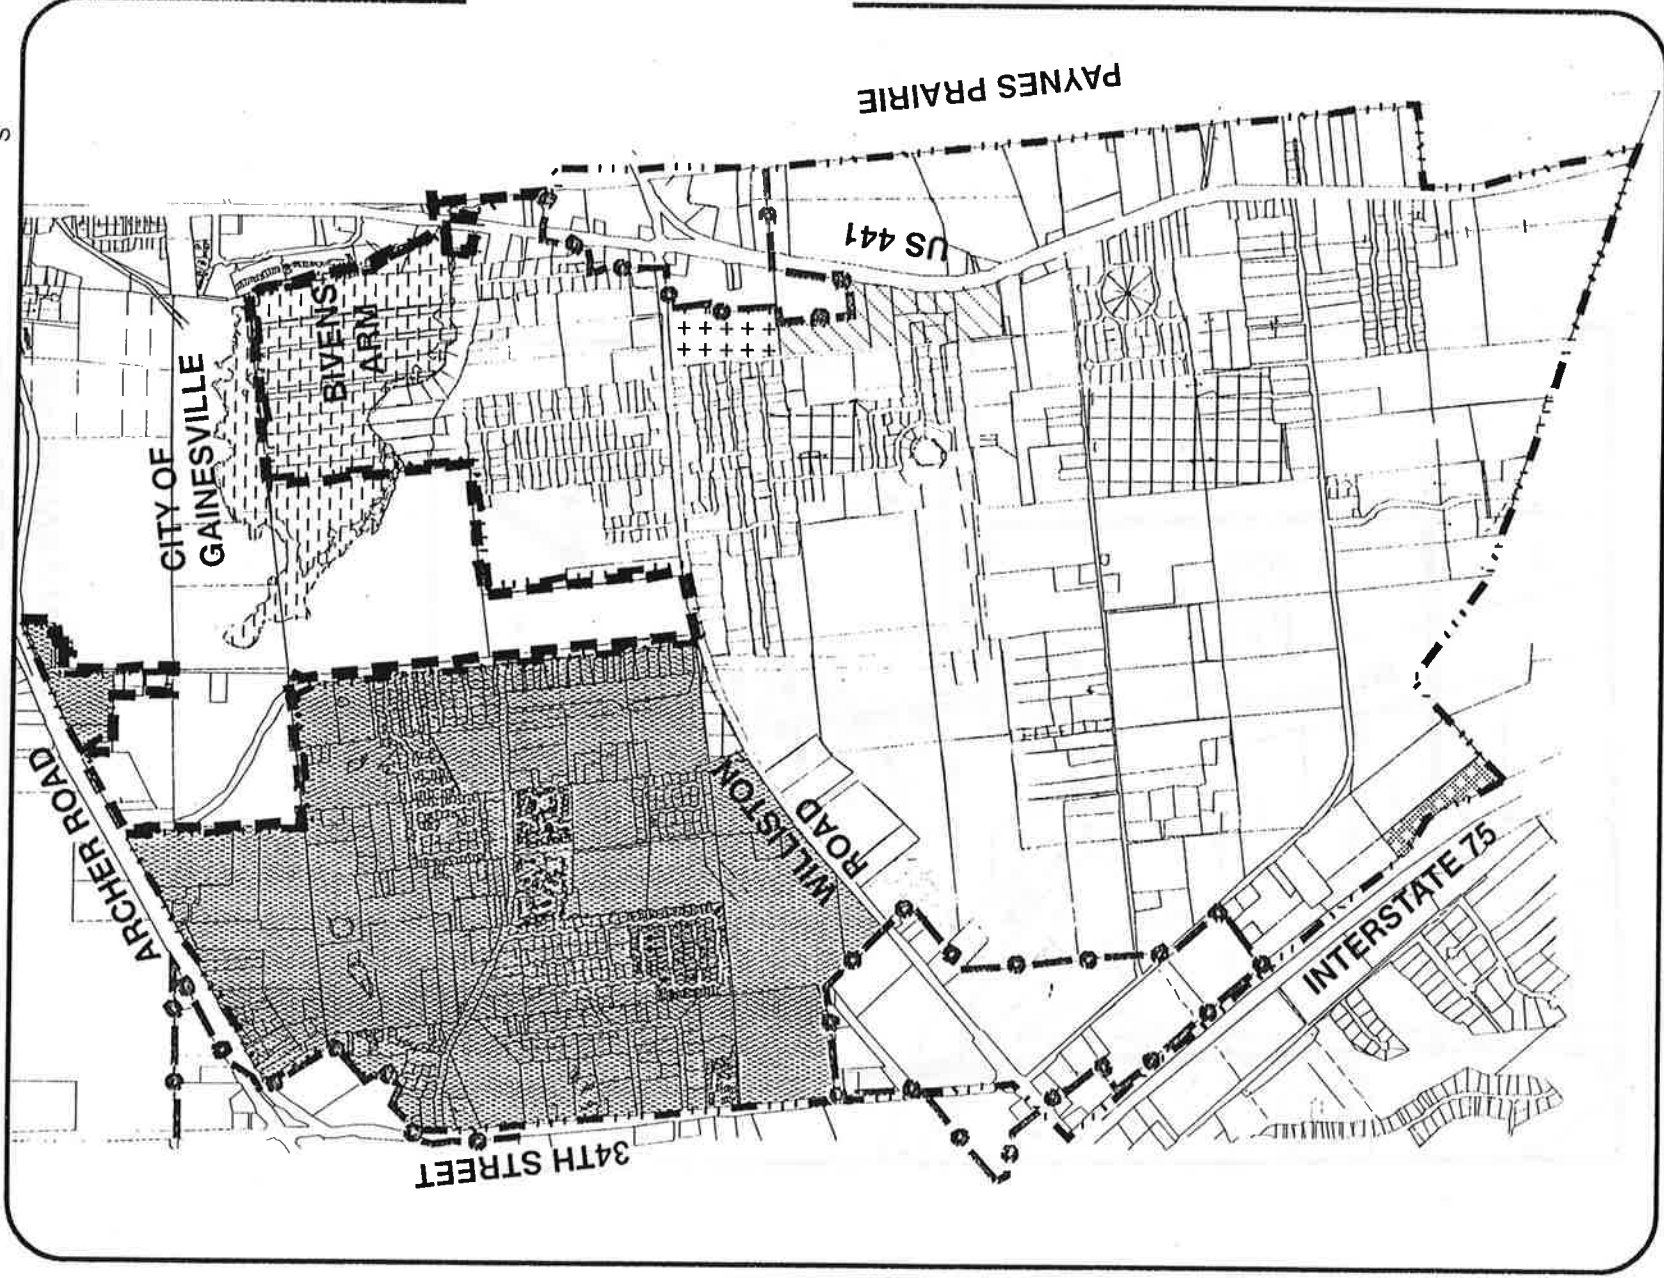 S
PAYNES PRAIRIE
US 441
BIVENS
ARM
CITY OF
GAINESVILLE
ARCHER ROAD
WILLISTON
ROAD
INTERSTATE 75
34TH STREET